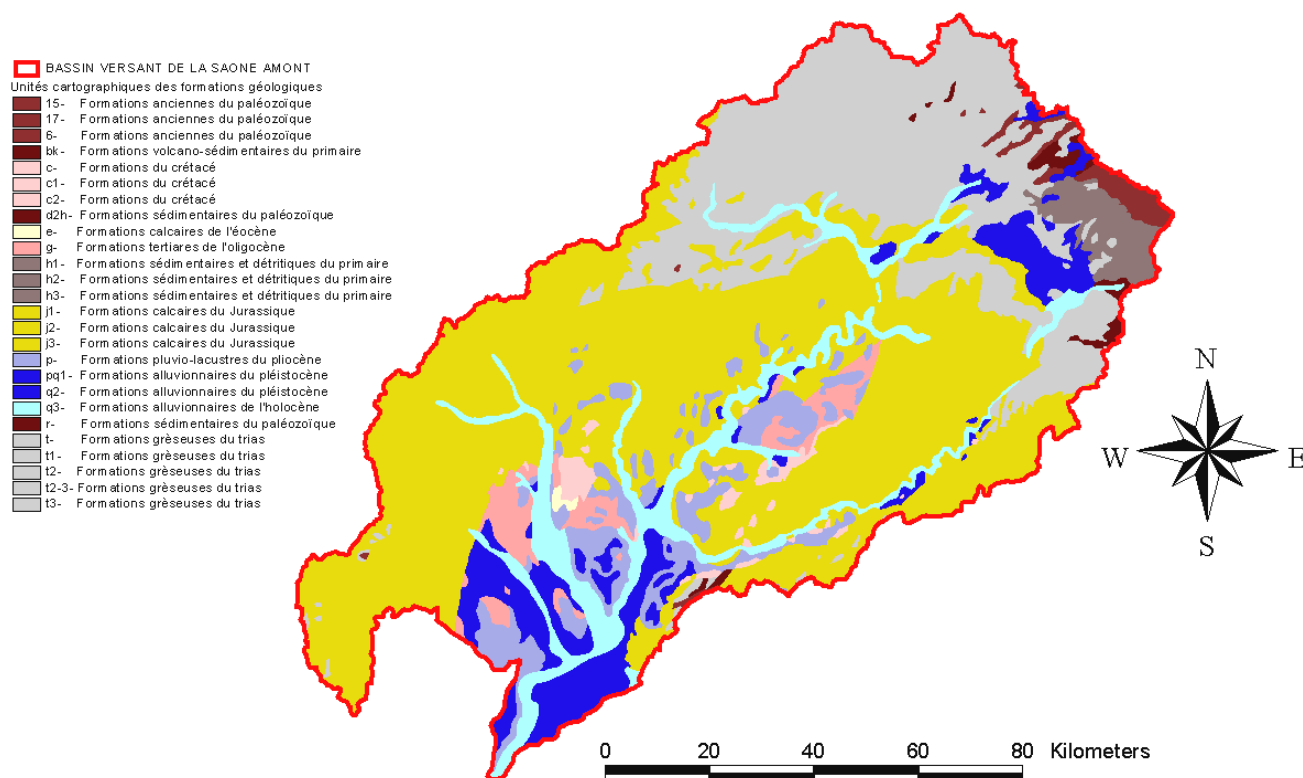 BASSIN VERSANT DE LA SAONE AMONT
Unités cartographiques des formations géologiques
15- Formations anciennes du paléozoïque
17- Formations anciennes du paléozoïque
6- Formations anciennes du paléozoïque
bk- Formations volcano-sédimentaires du primaire
c- Formations du crétacé
c1- Formations du crétacé
c2- Formations du crétacé
d2h- Formations sédimentaires du paléozoïque
e- Formations calcaires de l'éocène
g- Formations tertiaires de l'oligocène
h1- Formations sédimentaires et détritiques du primaire
h2- Formations sédimentaires et détritiques du primaire
h3- Formations sédimentaires et détritiques du primaire
j1- Formations calcaires du Jurassique
j2- Formations calcaires du Jurassique
j3- Formations calcaires du Jurassique
p- Formations pluvio-lacustres du pliocène
pq1- Formations alluvionnaires du pléistocène
q2- Formations alluvionnaires du pléistocène
q3- Formations alluvionnaires de l'holocène
r- Formations sédimentaires du paléozoïque
t- Formations grèseuses du trias
t1- Formations grèseuses du trias
t2- Formations grèseuses du trias
t2-3- Formations grèseuses du trias
t3- Formations grèseuses du trias
N
W E
S
0 20 40 60 80 Kilometers